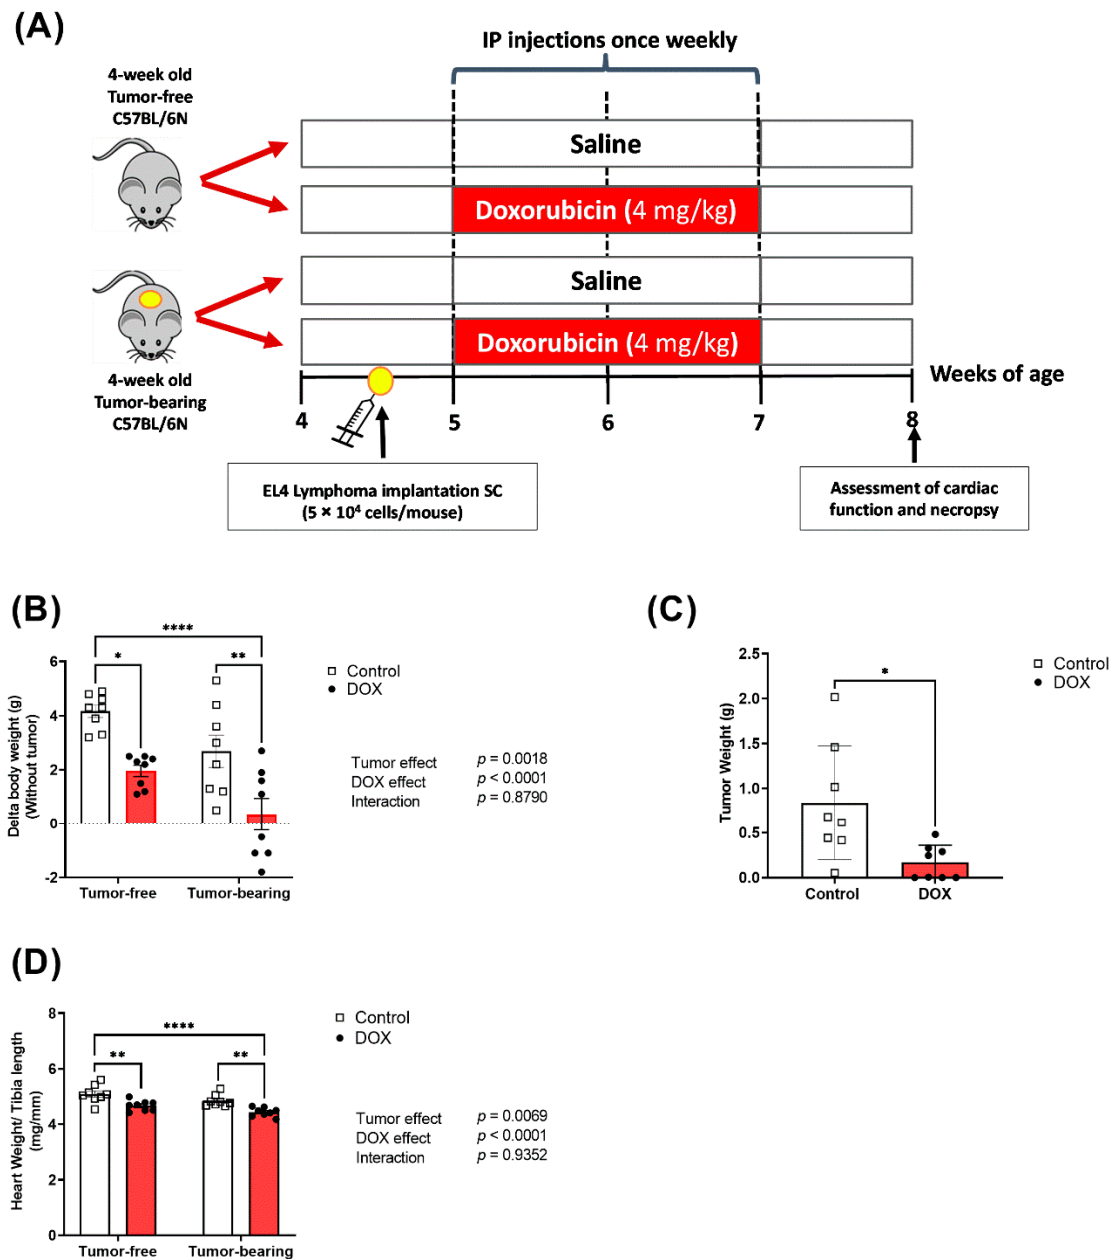 (A)
IP injections once weekly
4-week old
Tumor-free
C57BL/6N
Saline
Doxorubicin (4 mg/kg)
Saline
Doxorubicin (4 mg/kg)
4-week old
Tumor-bearing
C57BL/6N
Weeks of age
4 5 6 7 8
EL4 Lymphoma implantation SC
(5 × 10⁴ cells/mouse)
Assessment of cardiac
function and necropsy
(B)
****
* **
Delta body weight (g)
(Without tumor)
6
4
2
0
-2
Tumor-free Tumor-bearing
Control
DOX
Tumor effect p = 0.0018
DOX effect p < 0.0001
Interaction p = 0.8790
(C)
*
Tumor Weight (g)
2.5
2.0
1.5
1.0
0.5
0.0
Control DOX
Control
DOX
(D)
****
** **
Heart Weight/ Tibia length
(mg/mm)
8
6
4
2
0
Tumor-free Tumor-bearing
Control
DOX
Tumor effect p = 0.0069
DOX effect p < 0.0001
Interaction p = 0.9352